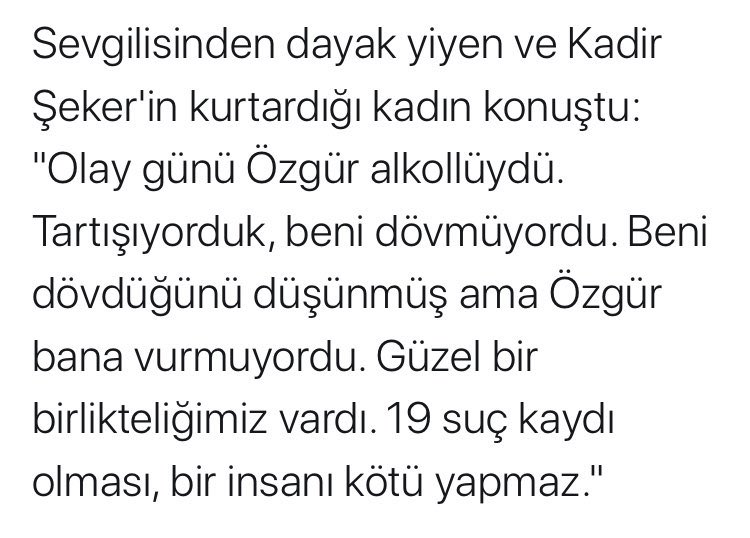 Sevgilisinden dayak yiyen ve Kadir
Şeker'in kurtardığı kadın konuştu:
"Olay günü Özgür alkollüydü.
Tartışıyorduk, beni dövmüyordu. Beni
dövdüğünü düşünmüş ama Özgür
bana vurmuyordu. Güzel bir
birlikteliğimiz vardı. 19 suç kaydı
olması, bir insanı kötü yapmaz."